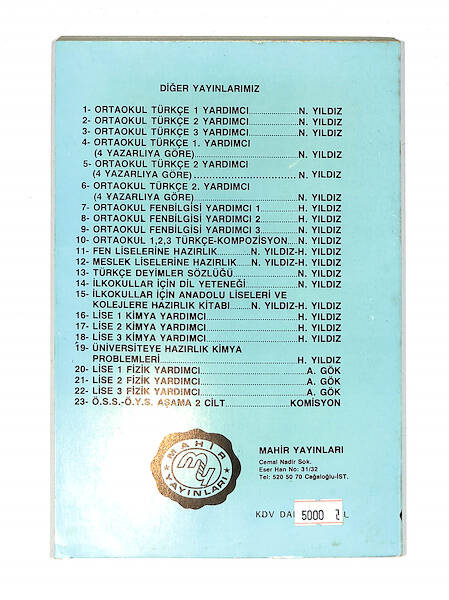 DİĞER YAYINLARIMIZ
1- ORTAOKUL TÜRKÇE 1 YARDIMCI..............N. YILDIZ
2- ORTAOKUL TÜRKÇE 2 YARDIMCI..............N. YILDIZ
3- ORTAOKUL TÜRKÇE 3 YARDIMCI..............N. YILDIZ
4- ORTAOKUL TÜRKÇE 1. YARDIMCI
(4 YAZARLIYA GÖRE)..............N. YILDIZ
5- ORTAOKUL TÜRKÇE 2 YARDIMCI
(4 YAZARLIYA GÖRE)..............N. YILDIZ
6- ORTAOKUL TÜRKÇE 2. YARDIMCI
(4 YAZARLIYA GÖRE)..............N. YILDIZ
7- ORTAOKUL FENBİLGİSİ YARDIMCI 1..............H. YILDIZ
8- ORTAOKUL FENBİLGİSİ YARDIMCI 2..............H. YILDIZ
9- ORTAOKUL FENBİLGİSİ YARDIMCI 3..............N. YILDIZ
10- ORTAOKUL 1,2,3 TÜRKÇE-KOMPOZİSYON....N. YILDIZ
11- FEN LİSELERİNE HAZIRLIK........N. YILDIZ-H. YILDIZ
12- MESLEK LİSELERİNE HAZIRLIK....N. YILDIZ-H. YILDIZ
13- TÜRKÇE DEYİMLER SÖZLÜĞÜ..............N. YILDIZ
14- İLKOKULLAR İÇİN DİL YETENEĞİ..............N. YILDIZ
15- İLKOKULLAR İÇİN ANADOLU LİSELERİ VE
KOLEJLERE HAZIRLIK KİTABI.........N. YILDIZ-H. YILDIZ
16- LİSE 1 KİMYA YARDIMCI..............H. YILDIZ
17- LİSE 2 KİMYA YARDIMCI..............H. YILDIZ
18- LİSE 3 KİMYA YARDIMCI..............H. YILDIZ
19- ÜNİVERSİTEYE HAZIRLIK KİMYA
PROBLEMLERİ..............H. YILDIZ
20- LİSE 1 FİZİK YARDIMCI..............A. GÖK
21- LİSE 2 FİZİK YARDIMCI..............A. GÖK
22- LİSE 3 FİZİK YARDIMCI..............A. GÖK
23- Ö.S.S.-Ö.Y.S. AŞAMA 2 CİLT..............KOMİSYON
MAHİR
YAYINLARI
MAHİR YAYINLARI
Cemal Nadir Sok.
Eser Han No: 31/32
Tel: 520 50 70 Cağaloğlu-İST.
KDV 5000